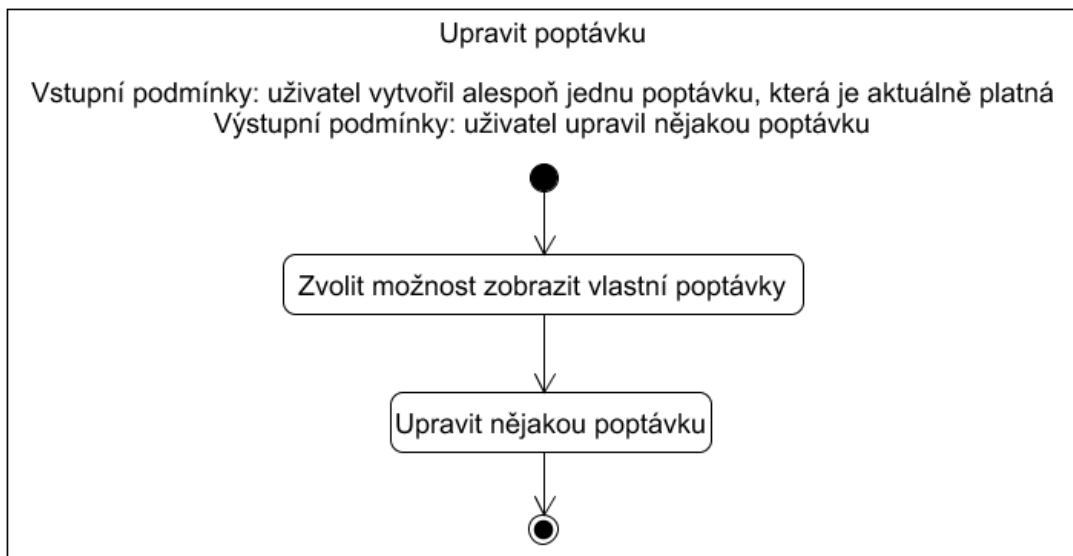 Upravit poptávku
Vstupní podmínky: uživatel vytvořil alespoň jednu poptávku, která je aktuálně platná
Výstupní podmínky: uživatel upravil nějakou poptávku
Zvolit možnost zobrazit vlastní poptávky
Upravit nějakou poptávku